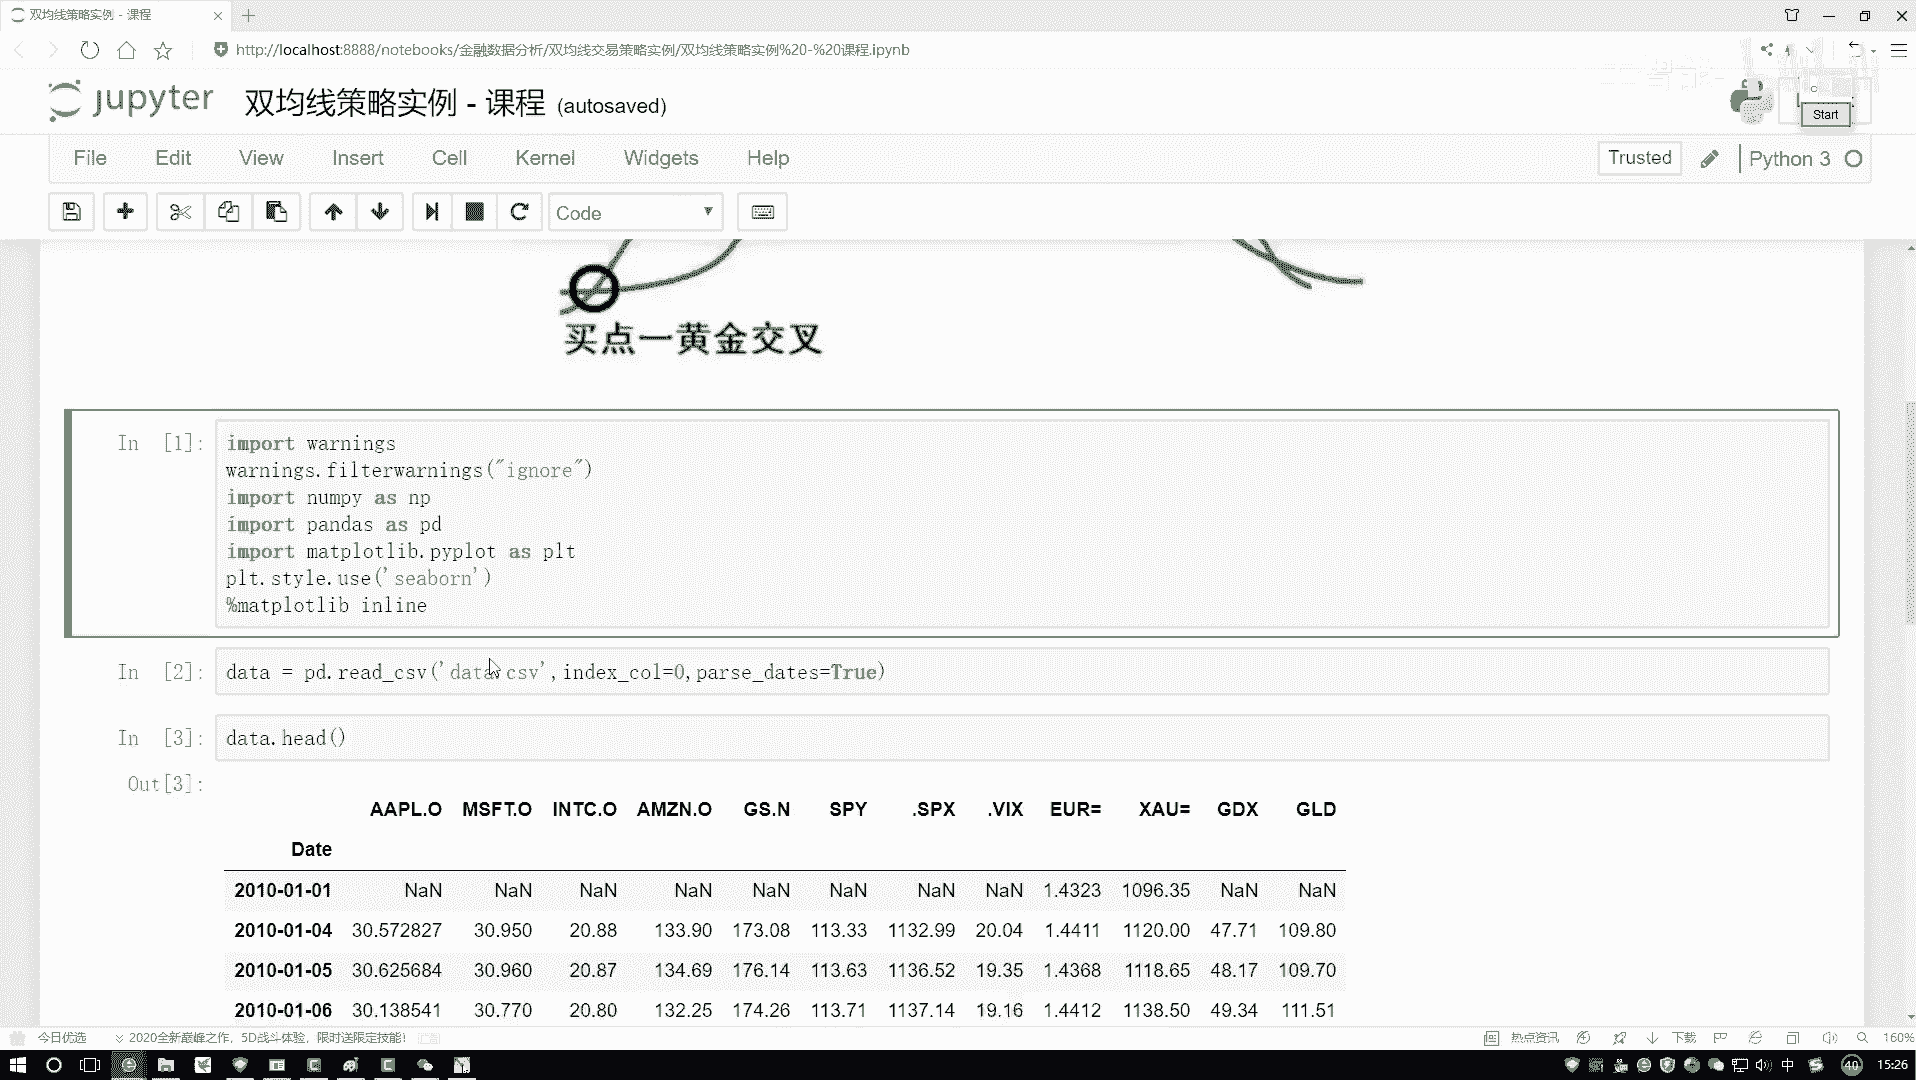 双均线策略实例 - 课程
http://localhost:8888/notebooks/金融数据分析/双均线交易策略实例/双均线策略实例%20-%20课程.ipynb
jupyter 双均线策略实例 - 课程 (autosaved)
Start
File Edit View Insert Cell Kernel Widgets Help
Trusted Python 3
Code
买点一黄金交叉
In [1]: import warnings
warnings.filterwarnings("ignore")
import numpy as np
import pandas as pd
import matplotlib.pyplot as plt
plt.style.use('seaborn')
%matplotlib inline
In [2]: data = pd.read_csv('data.csv',index_col=0,parse_dates=True)
In [3]: data.head()
Out[3]:
AAPL.O MSFT.O INTC.O AMZN.O GS.N SPY .SPX .VIX EUR= XAU= GDX GLD
Date
2010-01-01 NaN NaN NaN NaN NaN NaN NaN NaN 1.4323 1096.35 NaN NaN
2010-01-04 30.572827 30.950 20.88 133.90 173.08 113.33 1132.99 20.04 1.4411 1120.00 47.71 109.80
2010-01-05 30.625684 30.960 20.87 134.69 176.14 113.63 1136.52 19.35 1.4368 1118.65 48.17 109.70
2010-01-06 30.138541 30.770 20.80 132.25 174.26 113.71 1137.14 19.16 1.4412 1138.50 49.34 111.51
今日优选 2020全新巅峰之作，5D战斗体验，限时送限定技能！ 热点资讯 下载 160%
中 40 15:26